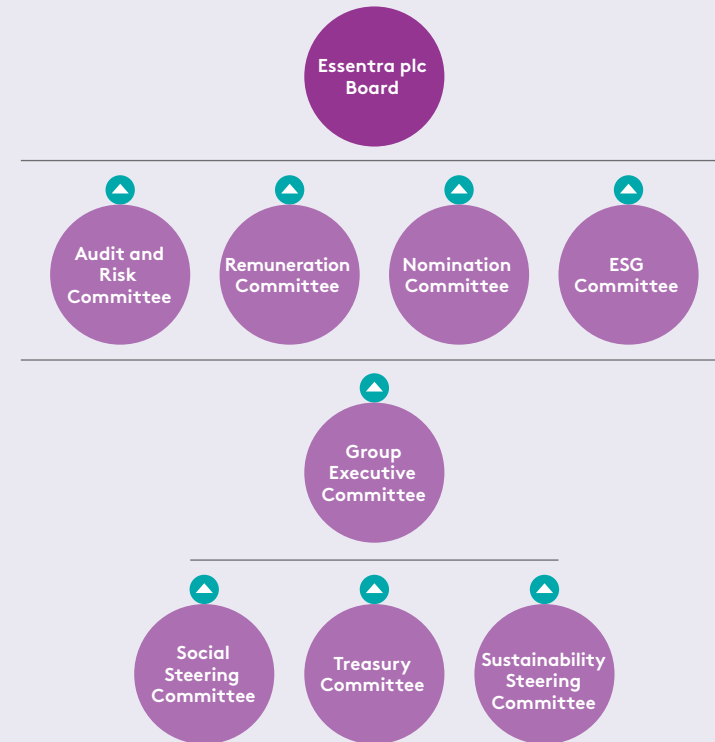 Essentra plc
Board
Audit and
Risk
Committee
Remuneration
Committee
Nomination
Committee
ESG
Committee
Group
Executive
Committee
Social
Steering
Committee
Treasury
Committee
Sustainability
Steering
Committee